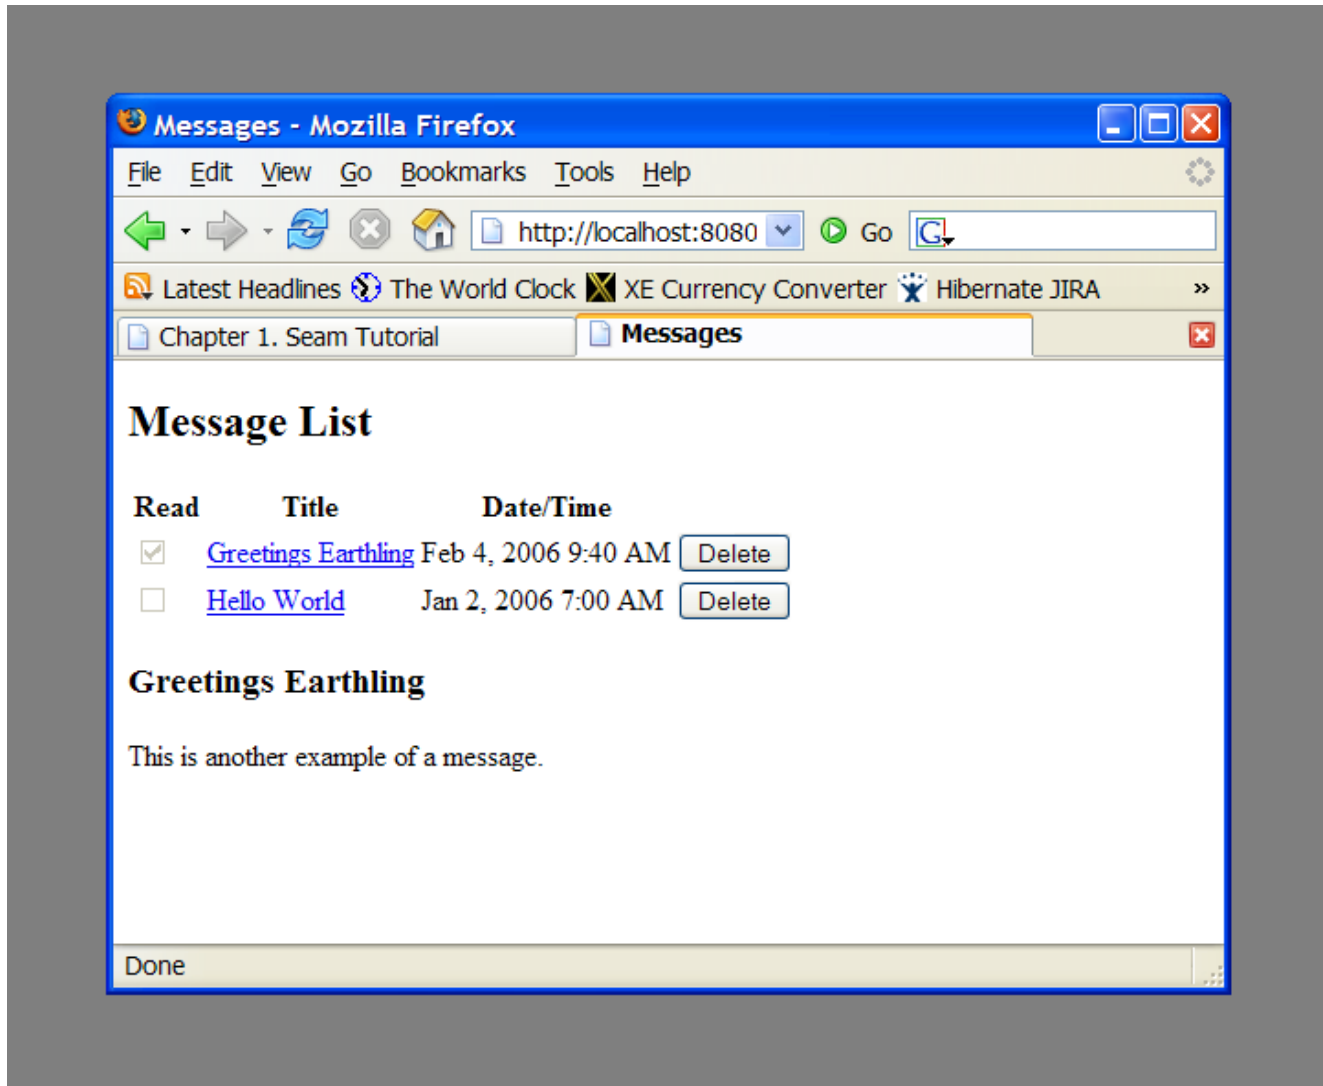 Messages - Mozilla Firefox
File Edit View Go Bookmarks Tools Help
http://localhost:8080 Go G
Latest Headlines The World Clock XE Currency Converter Hibernate JIRA »
Chapter 1. Seam Tutorial Messages
Message List
Read Title Date/Time
Greetings Earthling Feb 4, 2006 9:40 AM Delete
Hello World Jan 2, 2006 7:00 AM Delete
Greetings Earthling
This is another example of a message.
Done